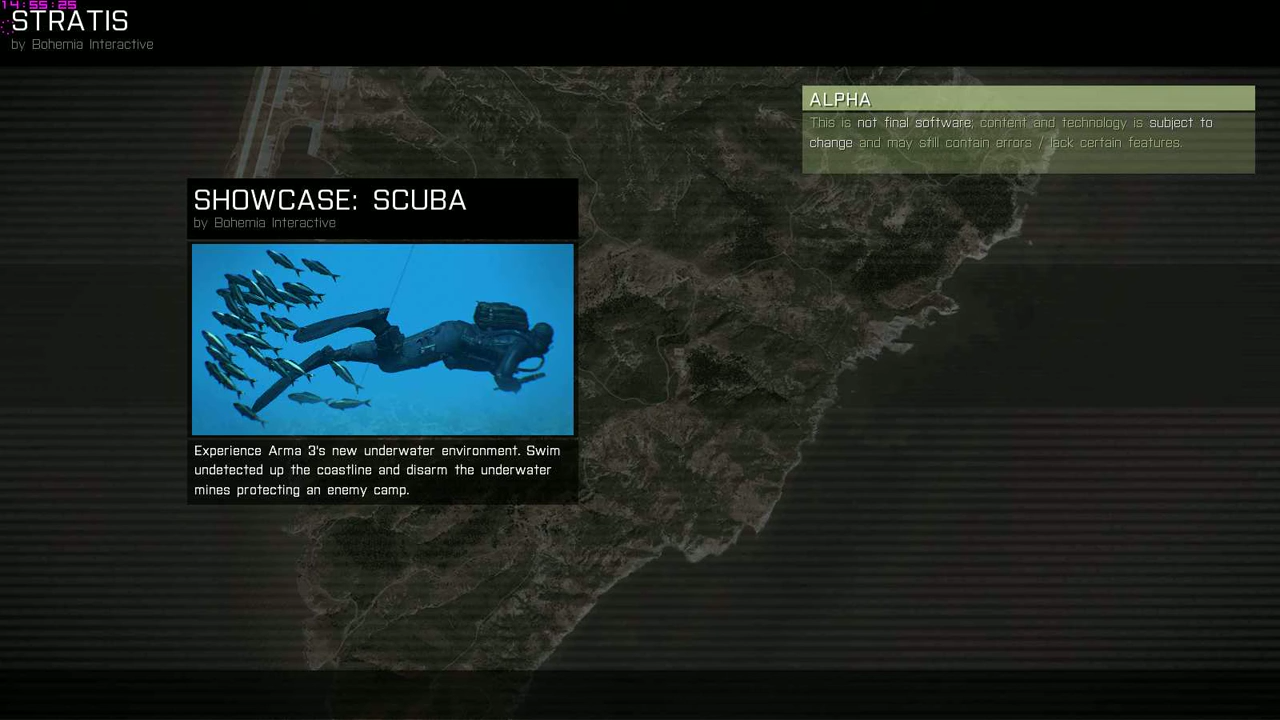 14:55:25
STRATIS
by Bohemia Interactive
ALPHA
This is not final software; content and technology is subject to
change and may still contain errors / lack certain features.
SHOWCASE: SCUBA
by Bohemia Interactive
Experience Arma 3's new underwater environment. Swim
undetected up the coastline and disarm the underwater
mines protecting an enemy camp.